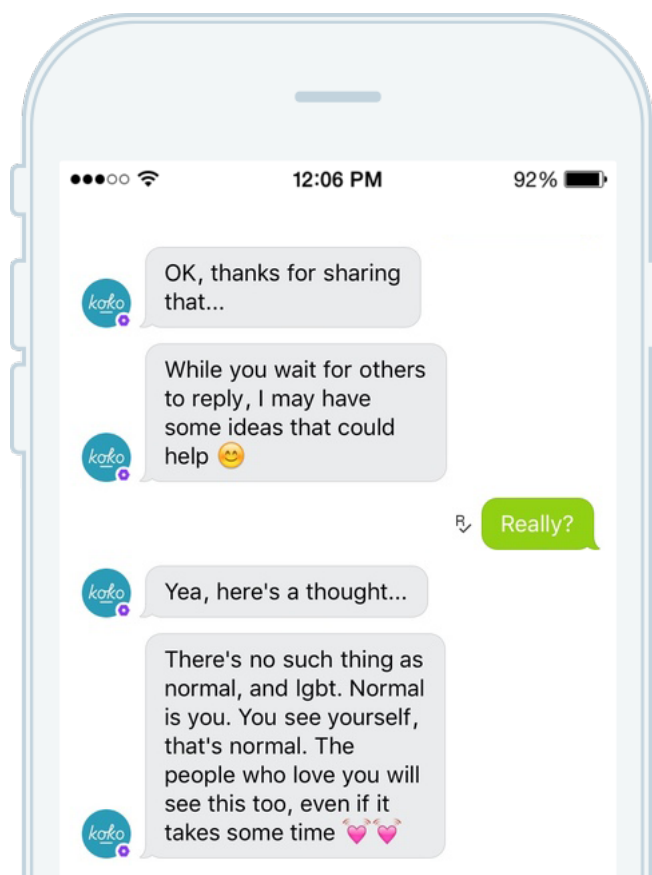 12:06 PM 92%
OK, thanks for sharing
that...
koko
While you wait for others
to reply, I may have
some ideas that could
help 😊
koko
R Really?
koko
Yea, here's a thought...
There's no such thing as
normal, and lgbt. Normal
is you. You see yourself,
that's normal. The
people who love you will
see this too, even if it
takes some time 💓💓
koko